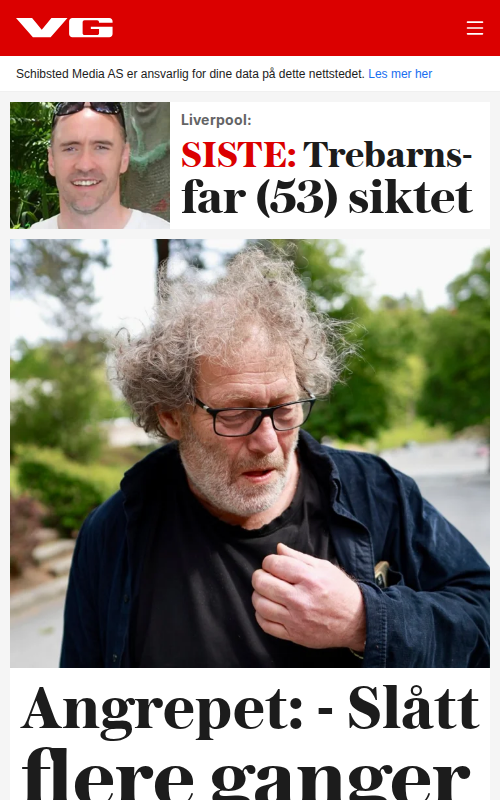 VG
Schibsted Media AS er ansvarlig for dine data på dette nettstedet. Les mer her
Liverpool:
SISTE: Trebarns-
far (53) siktet
Angrepet: - Slått
flere ganger